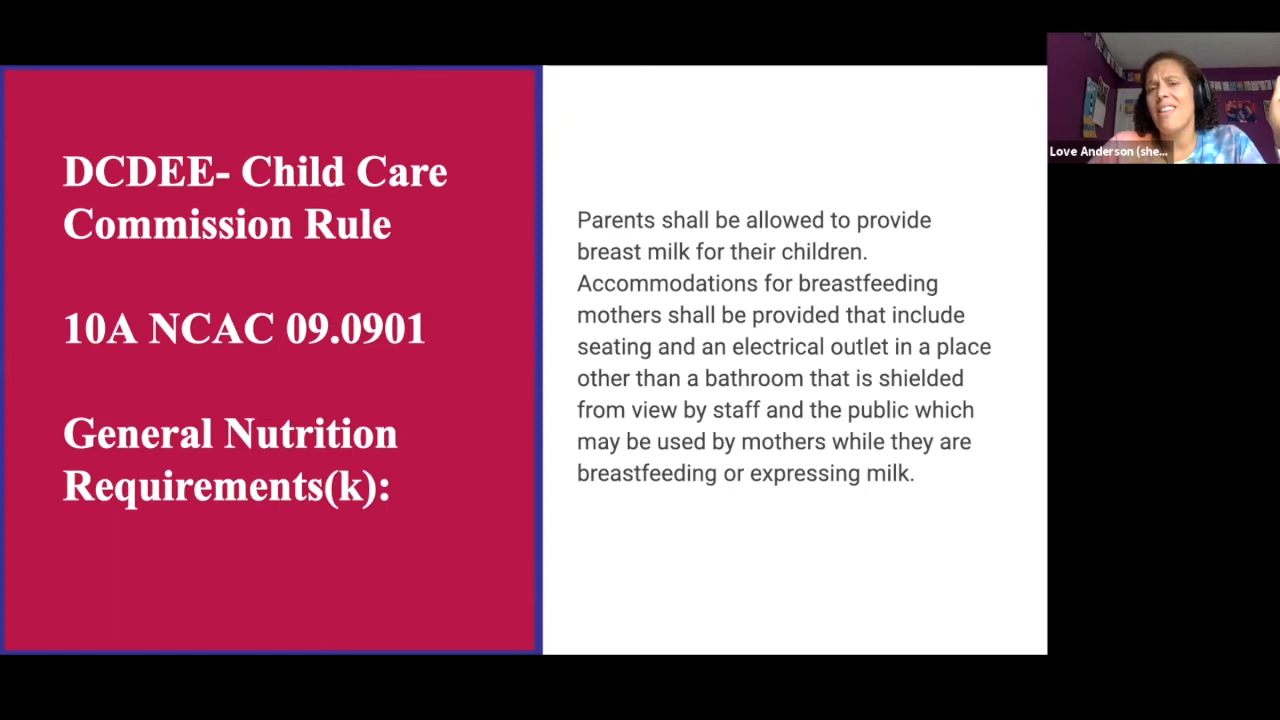 DCDEE- Child Care
Commission Rule
10A NCAC 09.0901
General Nutrition
Requirements(k):
Parents shall be allowed to provide
breast milk for their children.
Accommodations for breastfeeding
mothers shall be provided that include
seating and an electrical outlet in a place
other than a bathroom that is shielded
from view by staff and the public which
may be used by mothers while they are
breastfeeding or expressing milk.
Love Anderson (she...